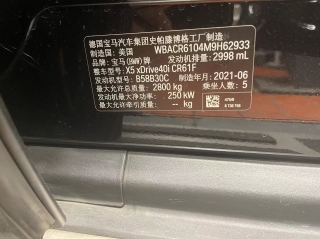 德国宝马汽车集团史帕滕博格工厂制造
制造国：美国 WBACR6104M9H62933
品牌：宝马(BMW)牌 发动机排量：2998 mL
整车型号：X5 xDrive40i CR61F
发动机型号：B58B30C 制造年月：2021-06
最大允许总质量：2800 kg 乘坐人数：5
发动机最大净功率：250 kW
最大允许牵引质量：-- kg